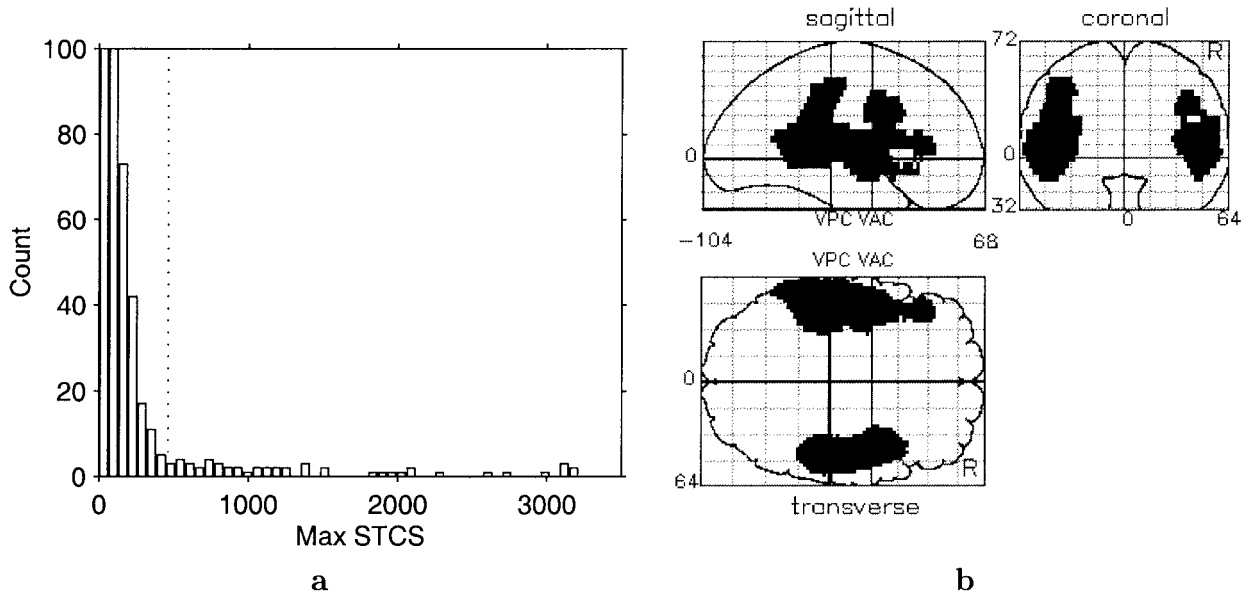 100
80
60
40
20
0
Count
0 1000 2000 3000
Max STCS
a
sagittal
0
VPC VAC
-104 68
coronal
72
R
0
32
0 64
VPC VAC
0
R
64
transverse
b